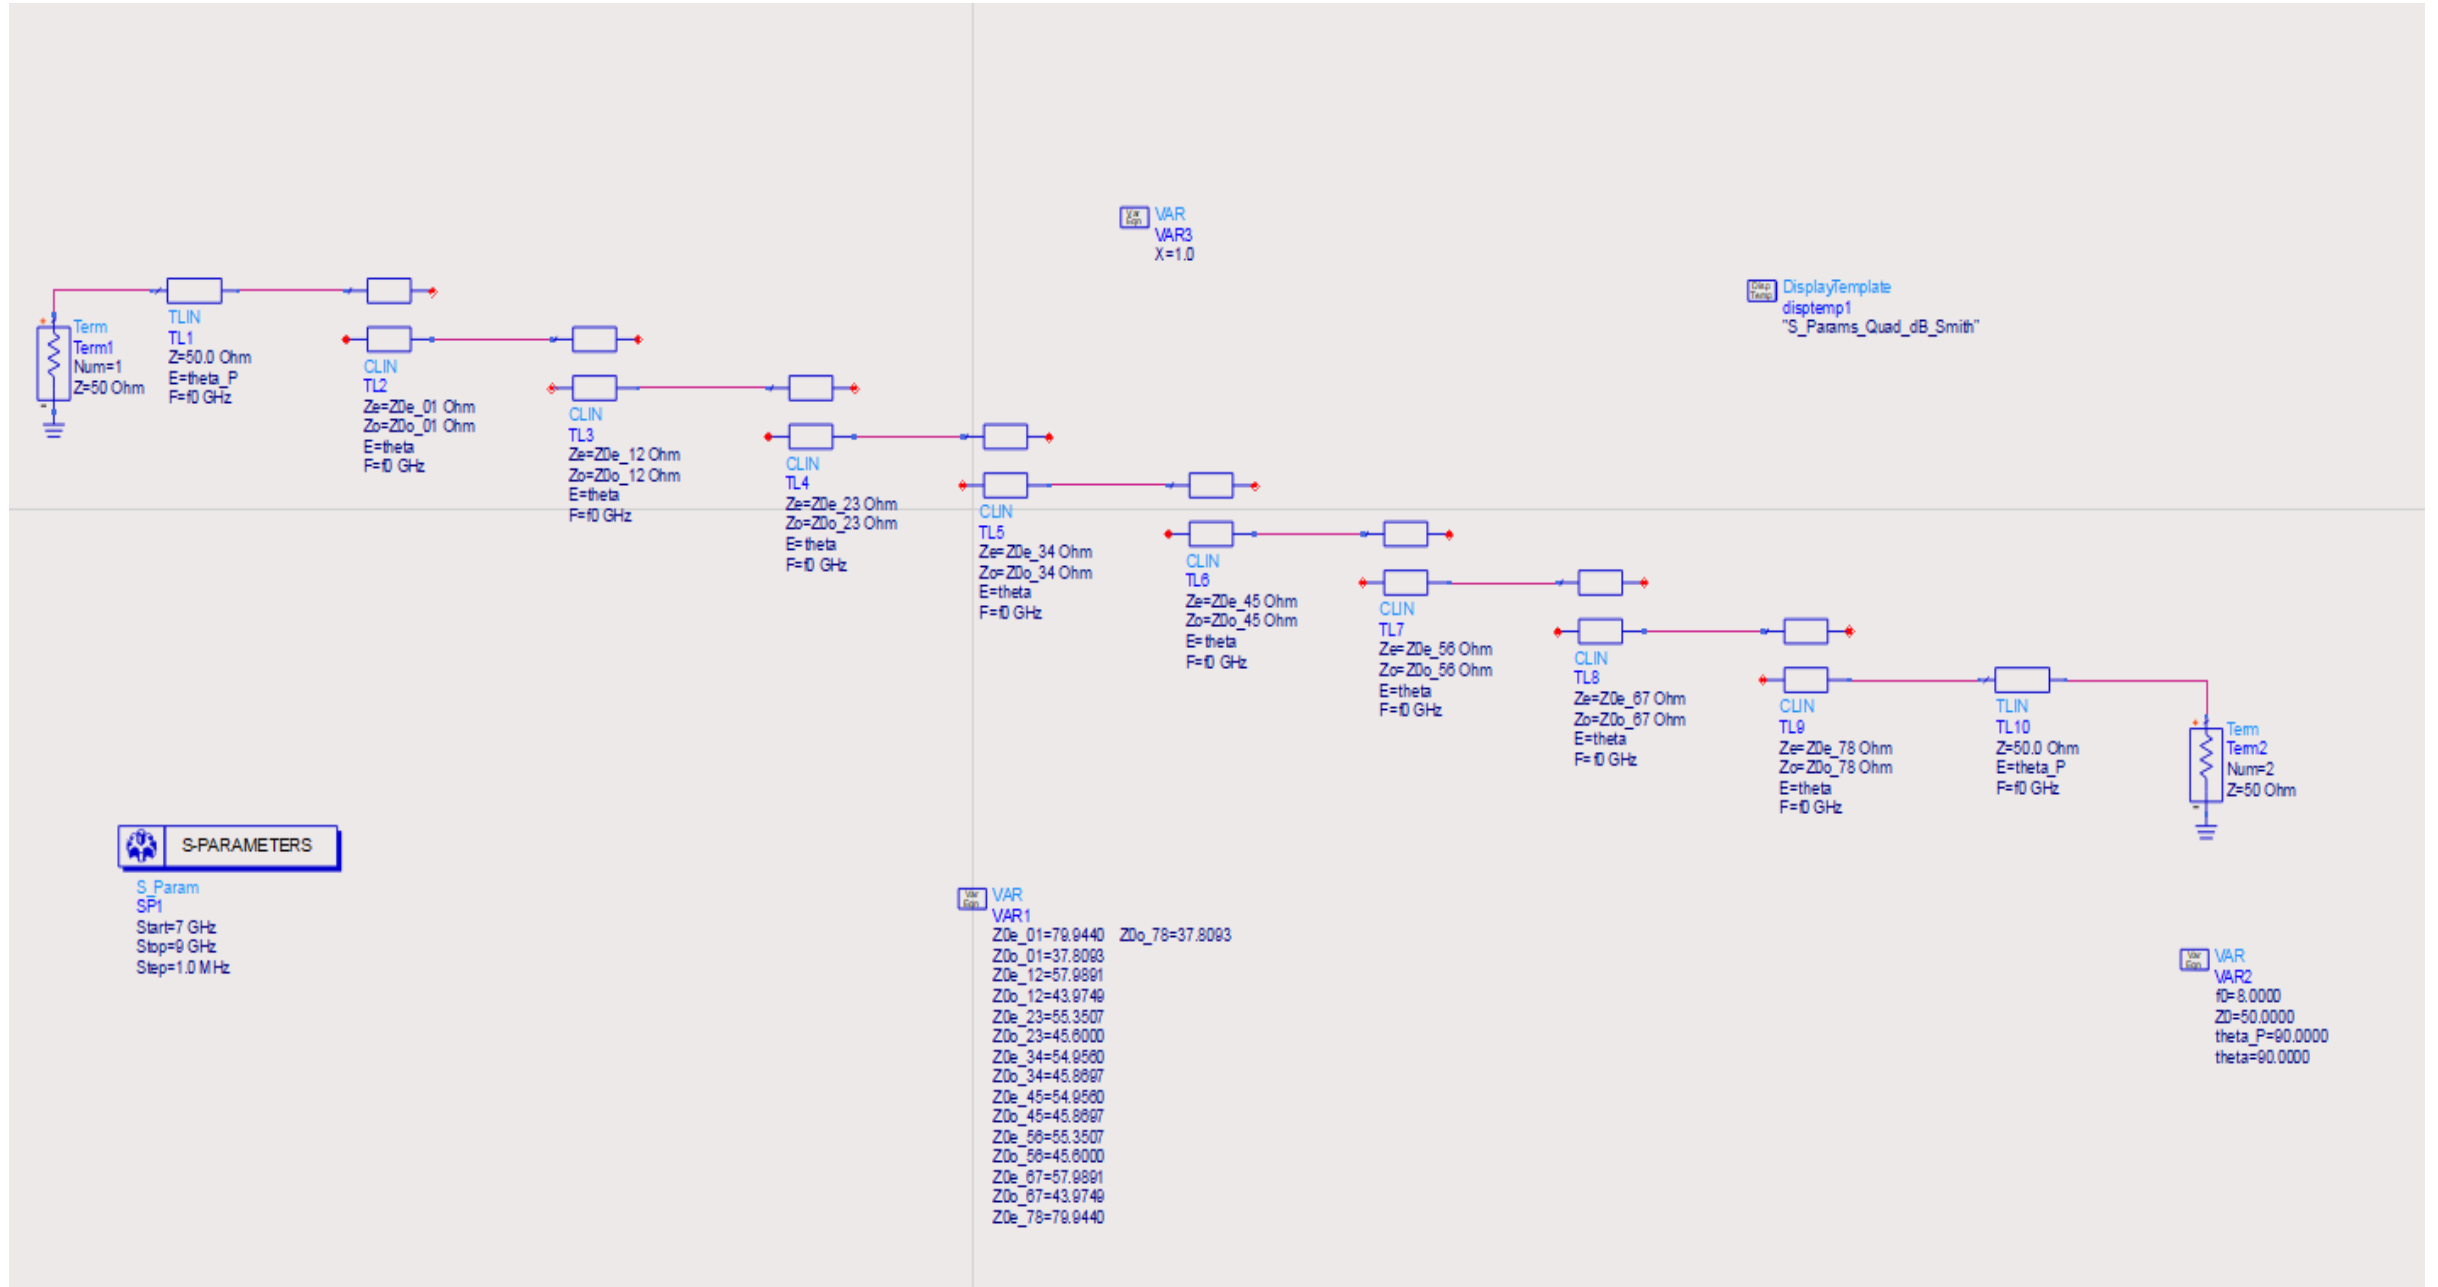 VAR
VAR3
X=1.0
DisplayTemplate
disptemp1
"S_Params_Quad_dB_Smith"
Term
Term1
Num=1
Z=50 Ohm
TLIN
TL1
Z=50.0 Ohm
E=theta_P
F=f0 GHz
CLIN
TL2
Ze=Z0e_01 Ohm
Zo=Z0o_01 Ohm
E=theta
F=f0 GHz
CLIN
TL3
Ze=Z0e_12 Ohm
Zo=Z0o_12 Ohm
E=theta
F=f0 GHz
CLIN
TL4
Ze=Z0e_23 Ohm
Zo=Z0o_23 Ohm
E=theta
F=f0 GHz
CLIN
TL5
Ze=Z0e_34 Ohm
Zo=Z0o_34 Ohm
E=theta
F=f0 GHz
CLIN
TL6
Ze=Z0e_45 Ohm
Zo=Z0o_45 Ohm
E=theta
F=f0 GHz
CLIN
TL7
Ze=Z0e_56 Ohm
Zo=Z0o_56 Ohm
E=theta
F=f0 GHz
CLIN
TL8
Ze=Z0e_67 Ohm
Zo=Z0o_67 Ohm
E=theta
F=f0 GHz
CLIN
TL9
Ze=Z0e_78 Ohm
Zo=Z0o_78 Ohm
E=theta
F=f0 GHz
TLIN
TL10
Z=50.0 Ohm
E=theta_P
F=f0 GHz
Term
Term2
Num=2
Z=50 Ohm
S-PARAMETERS
S_Param
SP1
Start=7 GHz
Stop=9 GHz
Step=1.0 MHz
Var
Eqn
VAR
VAR1
Z0e_01=79.9440 Z0o_78=37.8093
Z0o_01=37.8093
Z0e_12=57.9891
Z0o_12=43.9749
Z0e_23=55.3507
Z0o_23=45.6000
Z0e_34=54.9560
Z0o_34=45.8697
Z0e_45=54.9560
Z0o_45=45.8697
Z0e_56=55.3507
Z0o_56=45.6000
Z0e_67=57.9891
Z0o_67=43.9749
Z0e_78=79.9440
Var
Eqn
VAR
VAR2
f0=8.0000
Z0=50.0000
theta_P=90.0000
theta=90.0000